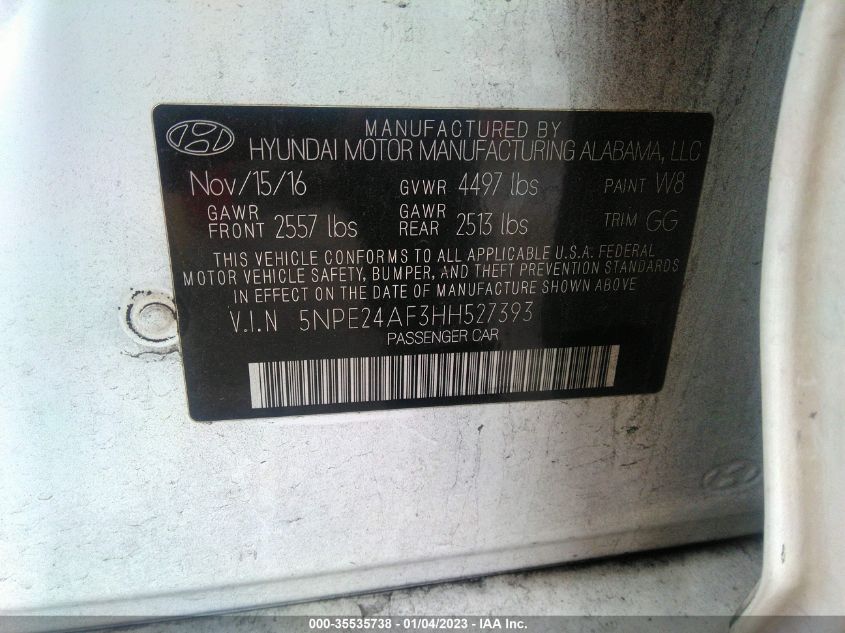 MANUFACTURED BY
HYUNDAI MOTOR MANUFACTURING ALABAMA, LLC
Nov/15/16 GVWR 4497 lbs PAINT W8
GAWR FRONT 2557 lbs GAWR REAR 2513 lbs TRIM GG
THIS VEHICLE CONFORMS TO ALL APPLICABLE U.S.A. FEDERAL
MOTOR VEHICLE SAFETY, BUMPER, AND THEFT PREVENTION STANDARDS
IN EFFECT ON THE DATE OF MANUFACTURE SHOWN ABOVE
V.I.N 5NPE24AF3HH527393
PASSENGER CAR
000-35535738 - 01/04/2023 - IAA Inc.